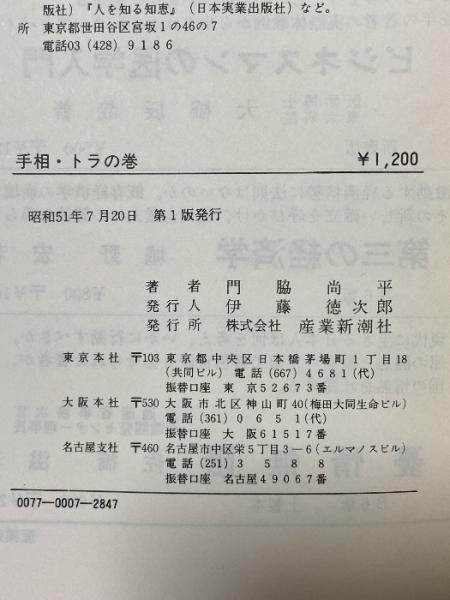 版社)『人を知る知恵』(日本実業出版社)など。
所 東京都世田谷区宮坂1の46の7
電話03(428)9186
手相・トラの巻 ¥1,200
昭和51年7月20日 第1版発行
著者 門脇尚平
発行人 伊藤徳次郎
発行所 株式会社 産業新潮社
東京本社 〒103 東京都中央区日本橋茅場町1丁目18
(共同ビル) 電話(667)4681(代)
振替口座 東京52673番
大阪本社 〒530 大阪市北区神山町40(梅田大同生命ビル)
電話(361)0651(代)
振替口座 大阪61517番
名古屋支社 〒460 名古屋市中区栄5丁目3−6(エルマノスビル)
電話(251)3588
振替口座 名古屋49069番
0077-0007-2847